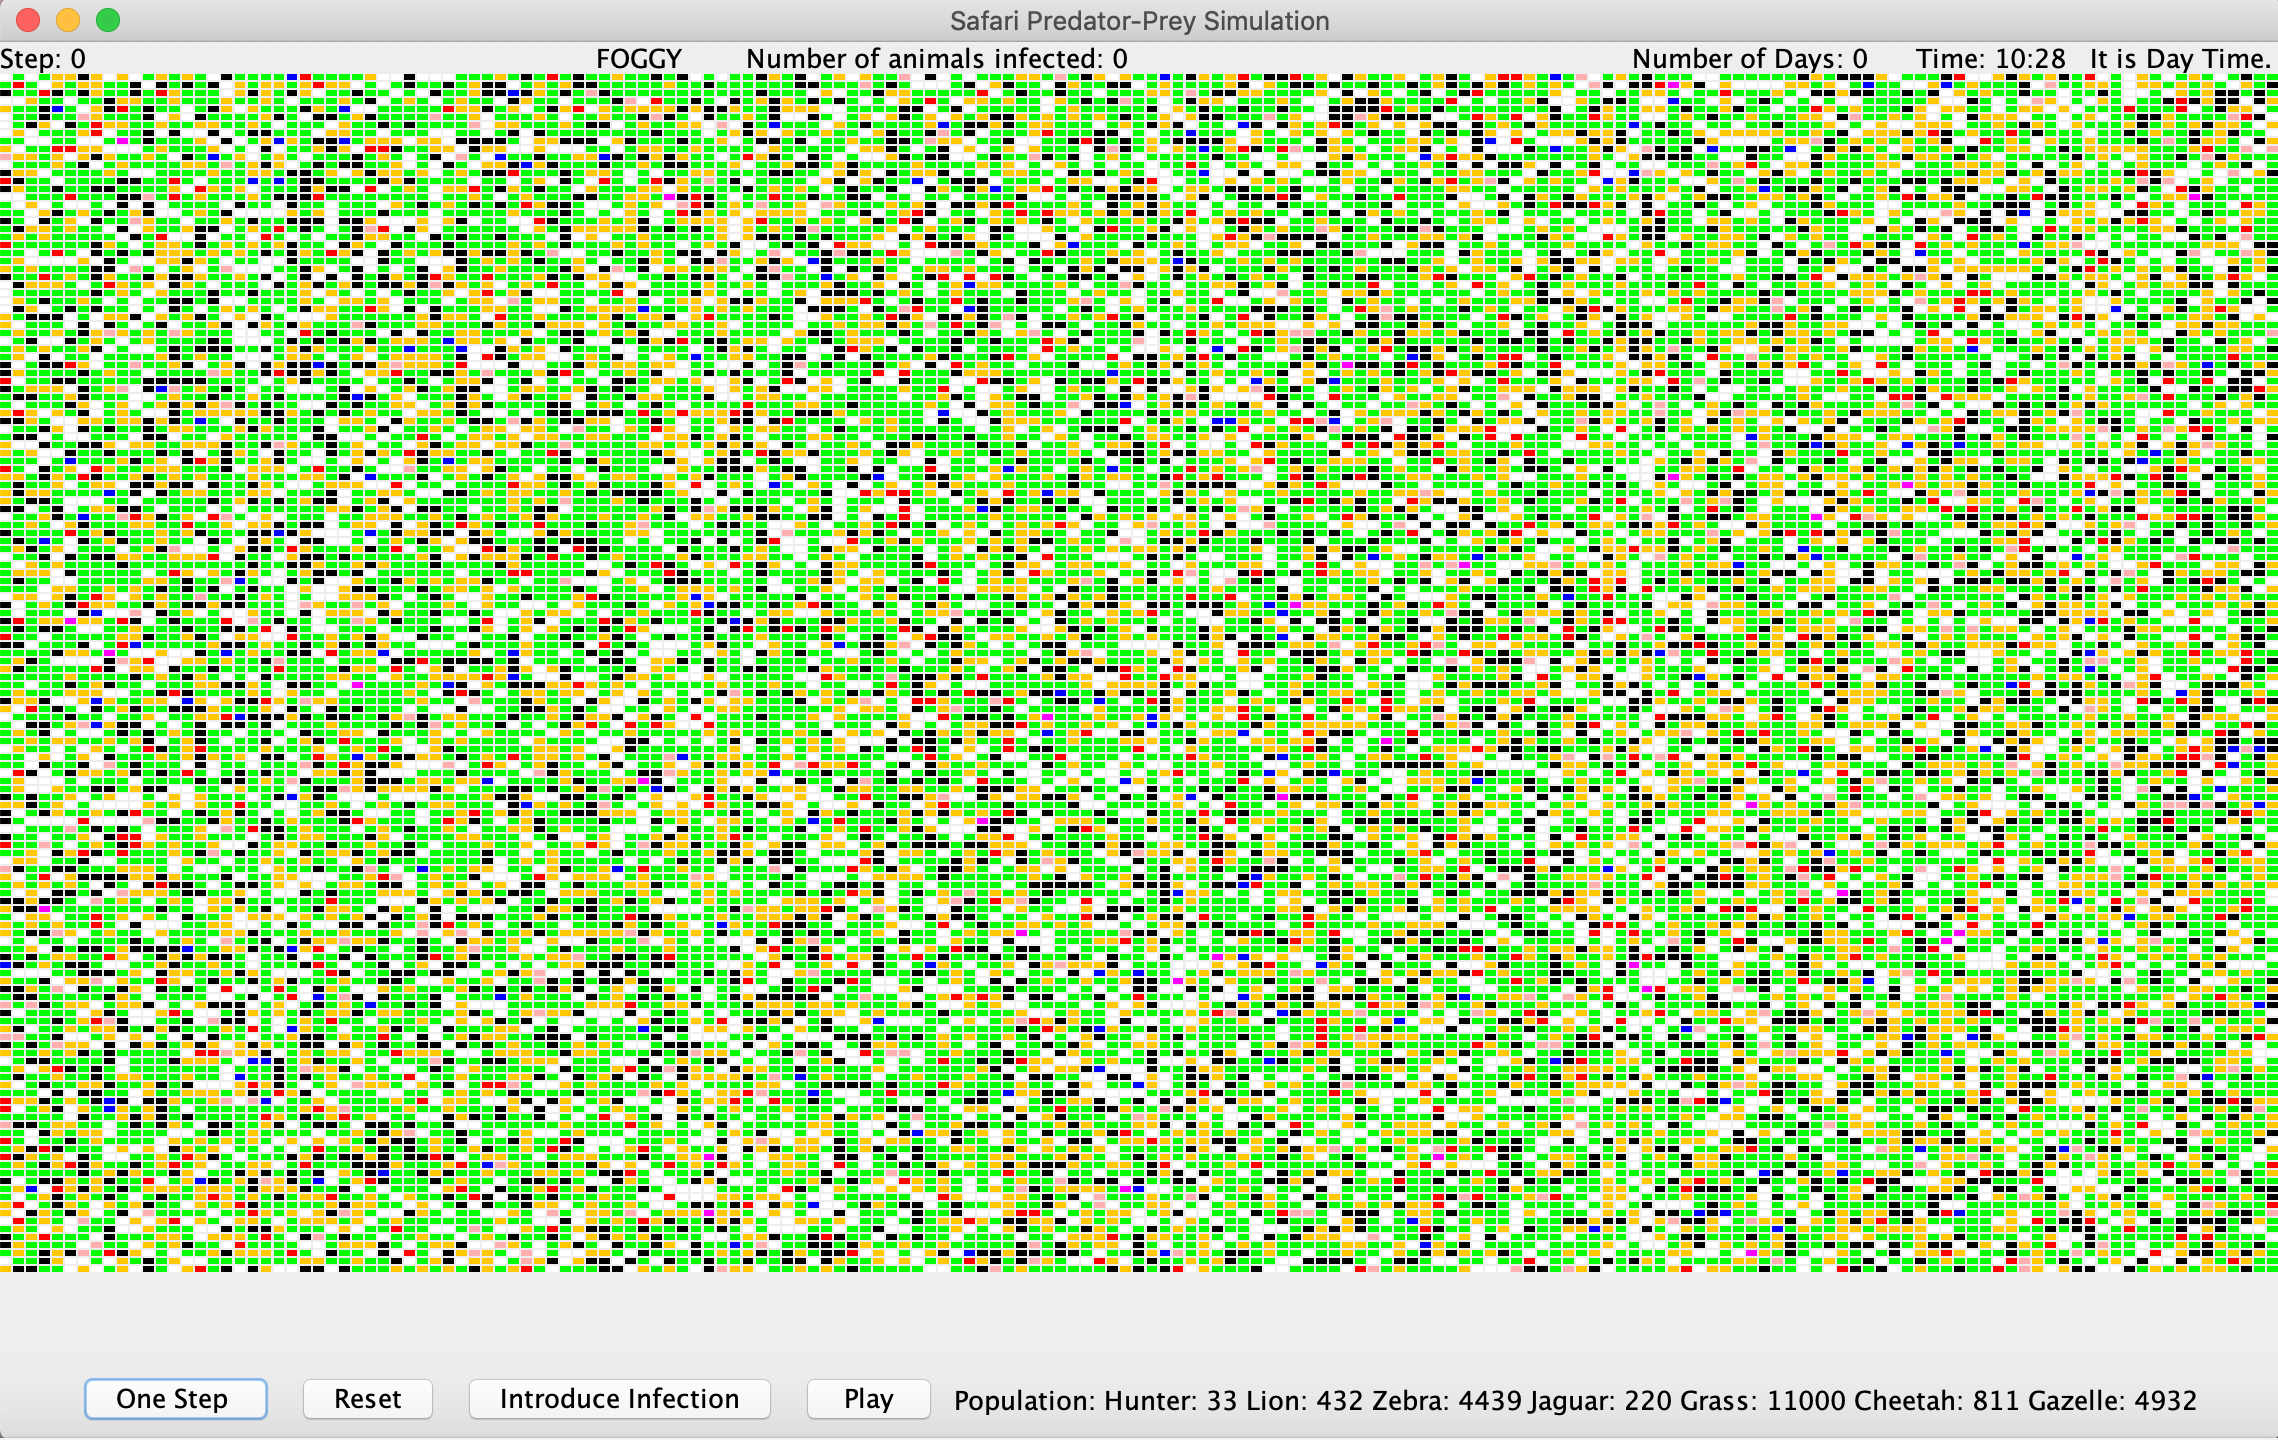 Safari Predator-Prey Simulation
Step: 0 FOGGY Number of animals infected: 0 Number of Days: 0 Time: 10:28 It is Day Time.
One Step Reset Introduce Infection Play Population: Hunter: 33 Lion: 432 Zebra: 4439 Jaguar: 220 Grass: 11000 Cheetah: 811 Gazelle: 4932